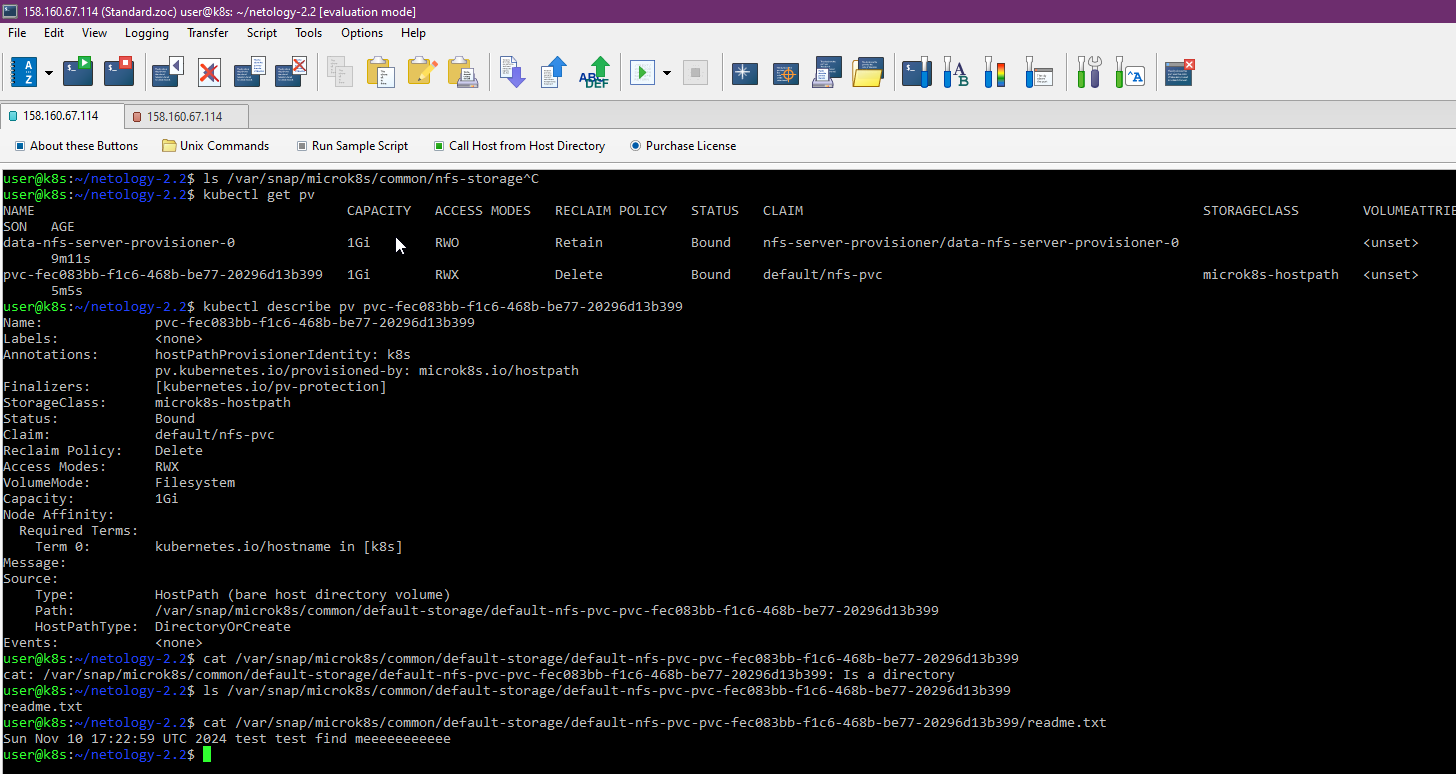 158.160.67.114 (Standard.zoc) user@k8s: ~/netology-2.2 [evaluation mode]
File Edit View Logging Transfer Script Tools Options Help
158.160.67.114 158.160.67.114
About these Buttons Unix Commands Run Sample Script Call Host from Host Directory Purchase License
user@k8s:~/netology-2.2$ ls /var/snap/microk8s/common/nfs-storage^C
user@k8s:~/netology-2.2$ kubectl get pv
NAME CAPACITY ACCESS MODES RECLAIM POLICY STATUS CLAIM STORAGECLASS VOLUMEATTRIE
SON AGE
data-nfs-server-provisioner-0 1Gi RWO Retain Bound nfs-server-provisioner/data-nfs-server-provisioner-0 <unset>
9m11s
pvc-fec083bb-f1c6-468b-be77-20296d13b399 1Gi RWX Delete Bound default/nfs-pvc microk8s-hostpath <unset>
5m5s
user@k8s:~/netology-2.2$ kubectl describe pv pvc-fec083bb-f1c6-468b-be77-20296d13b399
Name: pvc-fec083bb-f1c6-468b-be77-20296d13b399
Labels: <none>
Annotations: hostPathProvisionerIdentity: k8s
pv.kubernetes.io/provisioned-by: microk8s.io/hostpath
Finalizers: [kubernetes.io/pv-protection]
StorageClass: microk8s-hostpath
Status: Bound
Claim: default/nfs-pvc
Reclaim Policy: Delete
Access Modes: RWX
VolumeMode: Filesystem
Capacity: 1Gi
Node Affinity:
Required Terms:
Term 0: kubernetes.io/hostname in [k8s]
Message:
Source:
Type: HostPath (bare host directory volume)
Path: /var/snap/microk8s/common/default-storage/default-nfs-pvc-pvc-fec083bb-f1c6-468b-be77-20296d13b399
HostPathType: DirectoryOrCreate
Events: <none>
user@k8s:~/netology-2.2$ cat /var/snap/microk8s/common/default-storage/default-nfs-pvc-pvc-fec083bb-f1c6-468b-be77-20296d13b399
cat: /var/snap/microk8s/common/default-storage/default-nfs-pvc-pvc-fec083bb-f1c6-468b-be77-20296d13b399: Is a directory
user@k8s:~/netology-2.2$ ls /var/snap/microk8s/common/default-storage/default-nfs-pvc-pvc-fec083bb-f1c6-468b-be77-20296d13b399
readme.txt
user@k8s:~/netology-2.2$ cat /var/snap/microk8s/common/default-storage/default-nfs-pvc-pvc-fec083bb-f1c6-468b-be77-20296d13b399/readme.txt
Sun Nov 10 17:22:59 UTC 2024 test test find meeeeeeeeeee
user@k8s:~/netology-2.2$